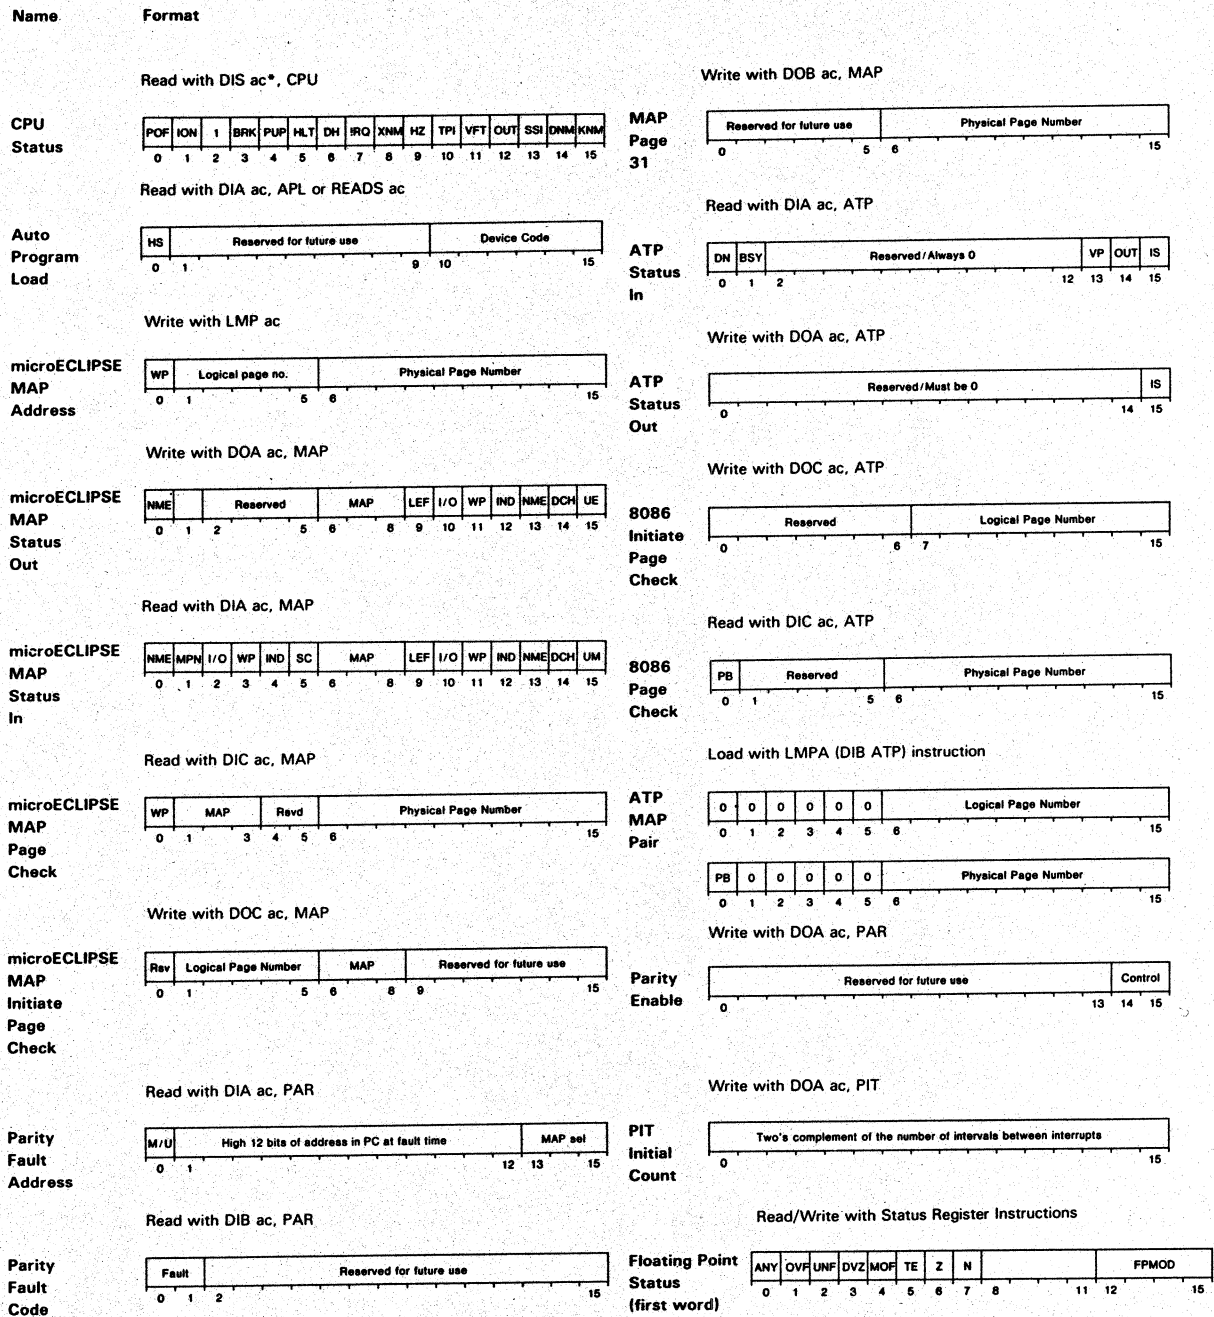 Name Format
Read with DIS ac*, CPU
CPU
Status
POF ION 1 BRK PUP HLT DH IRQ XNM HZ TPI VFT OUT SSI DNM KNM
0 1 2 3 4 5 6 7 8 9 10 11 12 13 14 15
Read with DIA ac, APL or READS ac
Auto
Program
Load
HS Reserved for future use Device Code
0 1 9 10 15
Write with LMP ac
microECLIPSE
MAP
Address
WP Logical page no. Physical Page Number
0 1 5 6 15
Write with DOA ac, MAP
microECLIPSE
MAP
Status
Out
NME Reserved MAP LEF I/O WP IND NME DCH UE
0 1 2 5 6 8 9 10 11 12 13 14 15
Read with DIA ac, MAP
microECLIPSE
MAP
Status
In
NME MPN I/O WP IND SC MAP LEF I/O WP IND NME DCH UM
0 1 2 3 4 5 6 8 9 10 11 12 13 14 15
Read with DIC ac, MAP
microECLIPSE
MAP
Page
Check
WP MAP Rsvd Physical Page Number
0 1 3 4 5 6 15
Write with DOC ac, MAP
microECLIPSE
MAP
Initiate
Page
Check
Rsv Logical Page Number MAP Reserved for future use
0 1 5 6 8 9 15
Read with DIA ac, PAR
Parity
Fault
Address
M/U High 12 bits of address in PC at fault time MAP sel
0 1 12 13 15
Read with DIB ac, PAR
Parity
Fault
Code
Fault Reserved for future use
0 1 2 15
Write with DOB ac, MAP
MAP
Page
31
Reserved for future use Physical Page Number
0 5 6 15
Read with DIA ac, ATP
ATP
Status
In
DN BSY Reserved/Always 0 VP OUT IS
0 1 2 12 13 14 15
Write with DOA ac, ATP
ATP
Status
Out
Reserved/Must be 0 IS
0 14 15
Write with DOC ac, ATP
8086
Initiate
Page
Check
Reserved Logical Page Number
0 6 7 15
Read with DIC ac, ATP
8086
Page
Check
PB Reserved Physical Page Number
0 1 5 6 15
Load with LMPA (DIB ATP) instruction
ATP
MAP
Pair
0 0 0 0 0 0 Logical Page Number
0 1 2 3 4 5 6 15
PB 0 0 0 0 0 Physical Page Number
0 1 2 3 4 5 6 15
Write with DOA ac, PAR
Parity
Enable
Reserved for future use Control
0 13 14 15
Write with DOA ac, PIT
PIT
Initial
Count
Two's complement of the number of intervals between interrupts
0 15
Read/Write with Status Register Instructions
Floating Point
Status
(first word)
ANY OVF UNF DVZ MOF TE Z N FPMOD
0 1 2 3 4 5 6 7 8 11 12 15